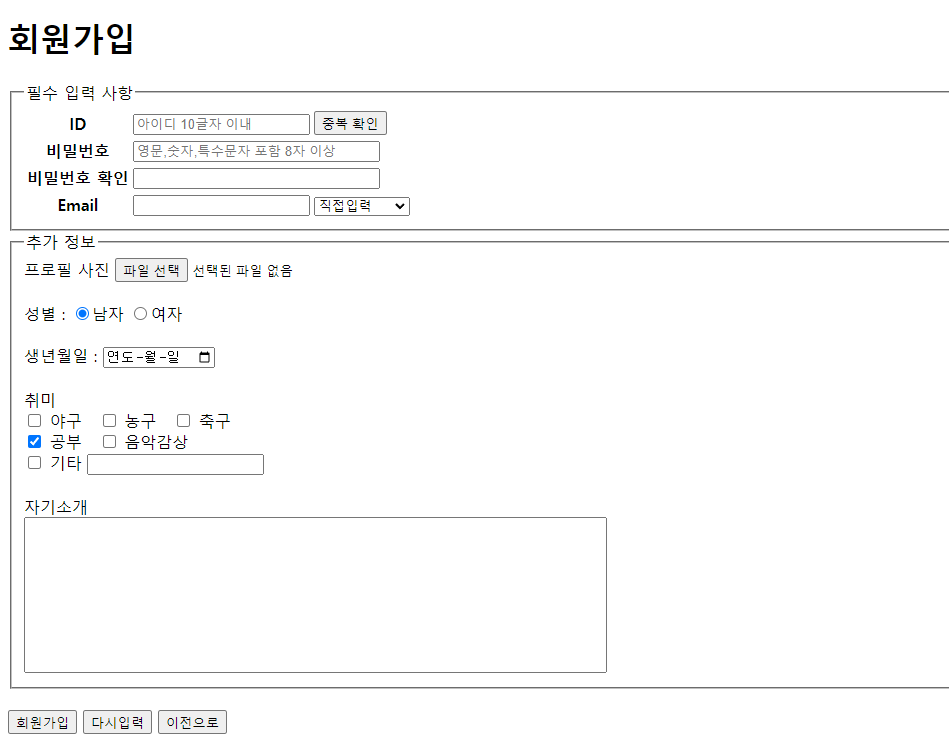 회원가입
필수 입력 사항
ID 아이디 10글자 이내 중복 확인
비밀번호 영문,숫자,특수문자 포함 8자 이상
비밀번호 확인
Email 직접입력
추가 정보
프로필 사진 파일 선택 선택된 파일 없음
성별 : 남자 여자
생년월일 : 연도-월-일
취미
야구 농구 축구
공부 음악감상
기타
자기소개
회원가입 다시입력 이전으로